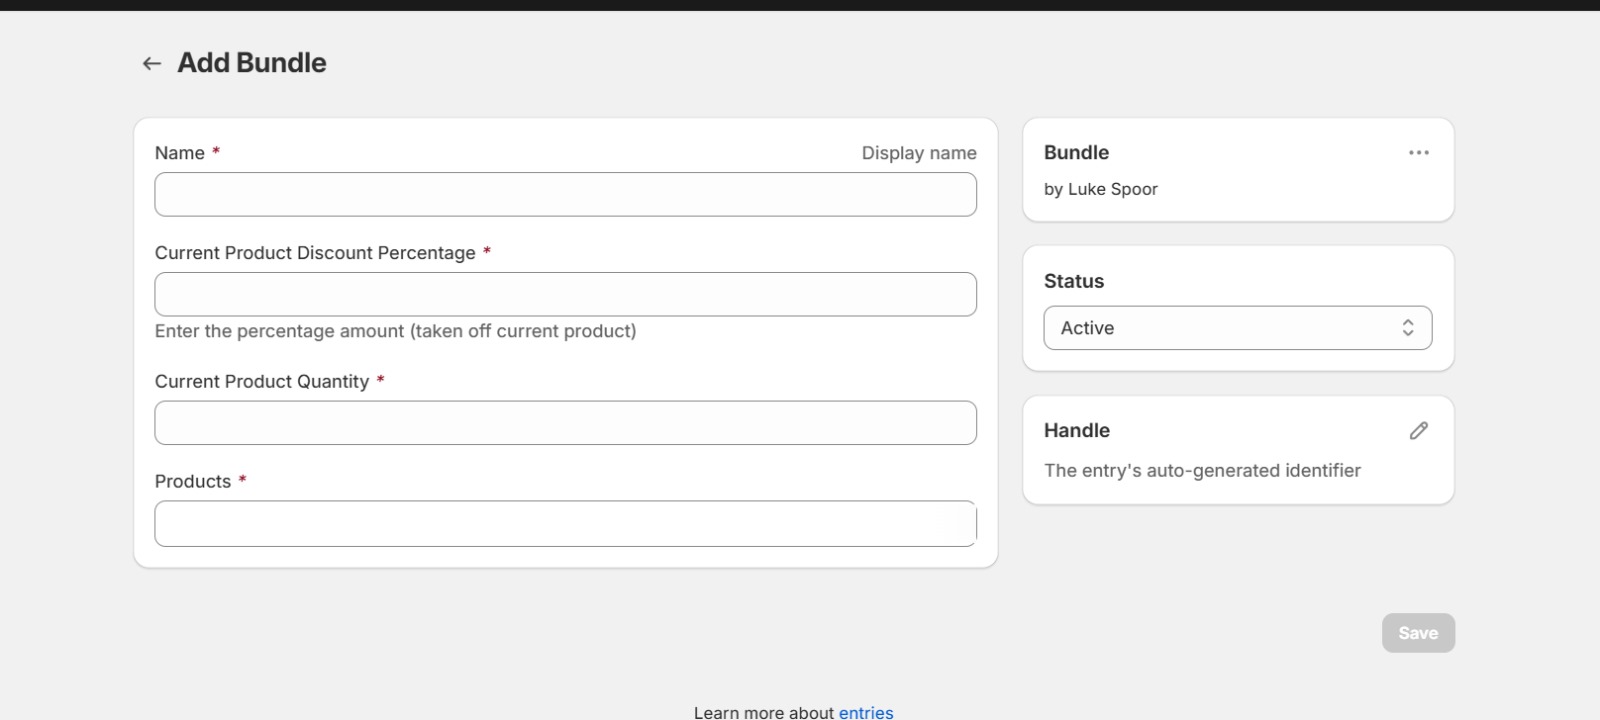 Add Bundle
Name *
Display name
Current Product Discount Percentage *
Enter the percentage amount (taken off current product)
Current Product Quantity *
Products *
Bundle
by Luke Spoor
Status
Active
Handle
The entry's auto-generated identifier
Save
Learn more about entries